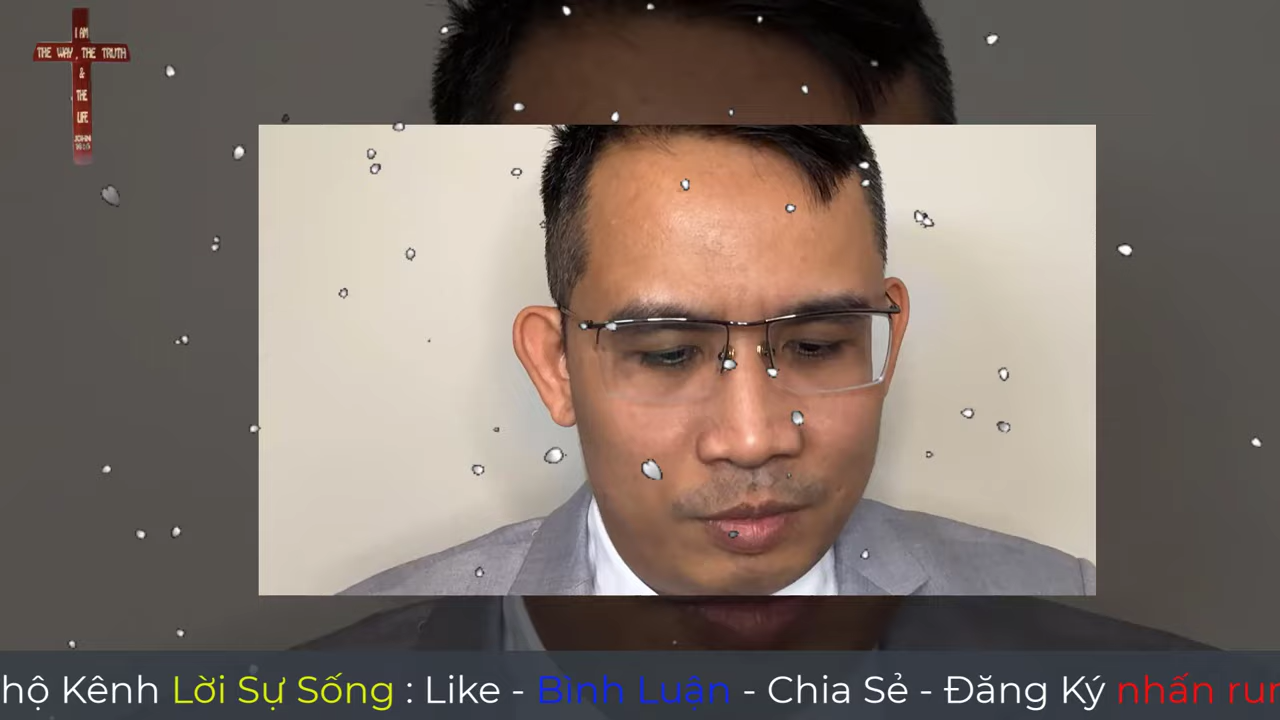 I AM
THE WAY, THE TRUTH
&
THE
LIFE
JOHN
hộ Kênh Lời Sự Sống : Like - Bình Luận - Chia Sẻ - Đăng Ký nhấn run